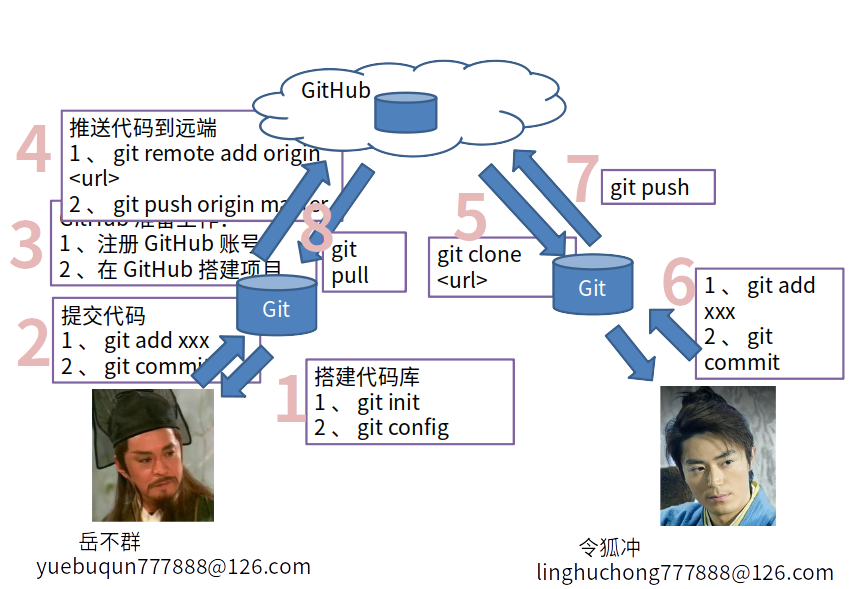 GitHub
4
推送代码到远端
1、 git remote add origin
<url>
2、 git push origin master
3
GitHub 准备工作：
1、注册 GitHub 账号
2、在 GitHub 搭建项目
8
git
pull
5
git clone
<url>
7
git push
Git
Git
6
1、 git add
xxx
2、 git
commit
2
提交代码
1、 git add xxx
2、 git commit
1
搭建代码库
1、 git init
2、 git config
岳不群
yuebuqun777888@126.com
令狐冲
linghuchong777888@126.com